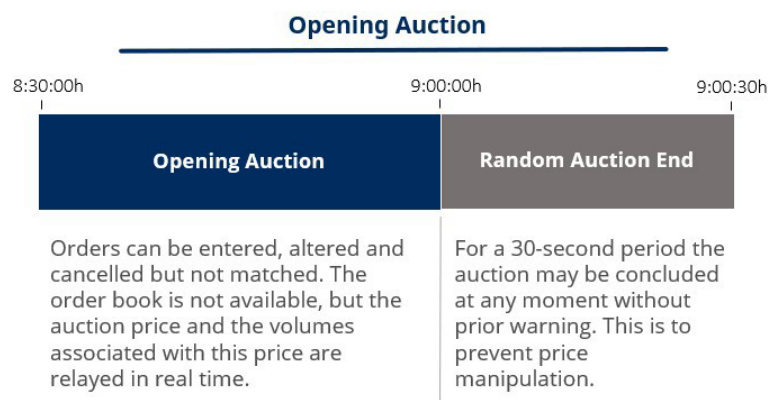 Opening Auction
8:30:00h
9:00:00h
9:00:30h
Opening Auction
Random Auction End
Orders can be entered, altered and
cancelled but not matched. The
order book is not available, but the
auction price and the volumes
associated with this price are
relayed in real time.
For a 30-second period the
auction may be concluded
at any moment without
prior warning. This is to
prevent price
manipulation.